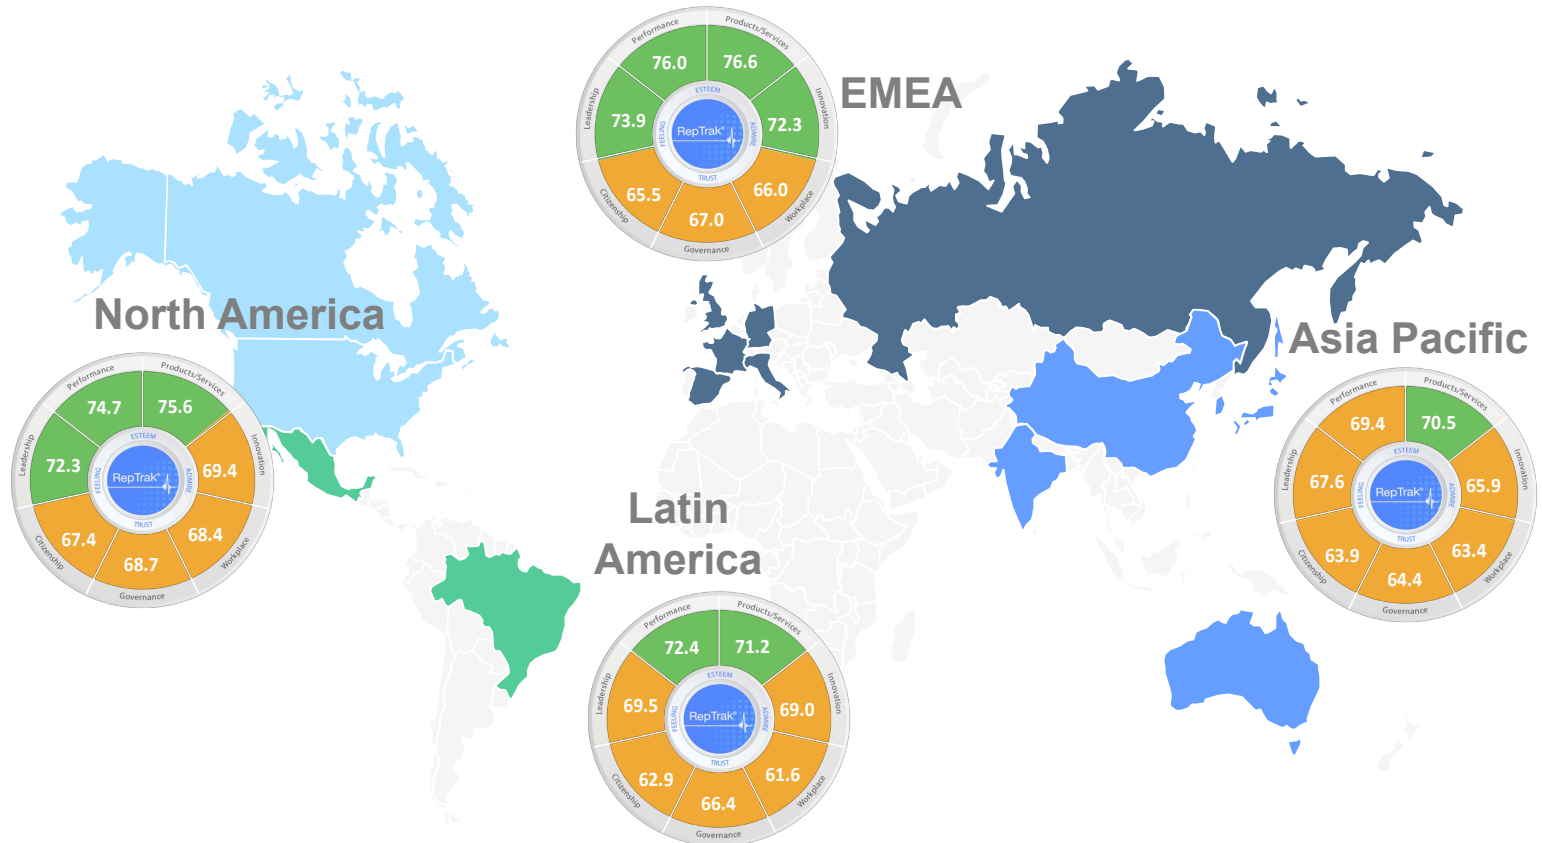 EMEA
Performance
Products/Services
Innovation
Workplace
Governance
Citizenship
Leadership
76.0
76.6
72.3
66.0
67.0
65.5
73.9
ESTEEM
ADMIRE
TRUST
FEELING
RepTrak®
North America
Performance
Products/Services
Innovation
Workplace
Governance
Citizenship
Leadership
74.7
75.6
69.4
68.4
68.7
67.4
72.3
ESTEEM
ADMIRE
TRUST
FEELING
RepTrak®
Asia Pacific
Performance
Products/Services
Innovation
Workplace
Governance
Citizenship
Leadership
69.4
70.5
65.9
63.4
64.4
63.9
67.6
ESTEEM
ADMIRE
TRUST
FEELING
RepTrak®
Latin
America
Performance
Products/Services
Innovation
Workplace
Governance
Citizenship
Leadership
72.4
71.2
69.0
61.6
66.4
62.9
69.5
ESTEEM
ADMIRE
TRUST
FEELING
RepTrak®